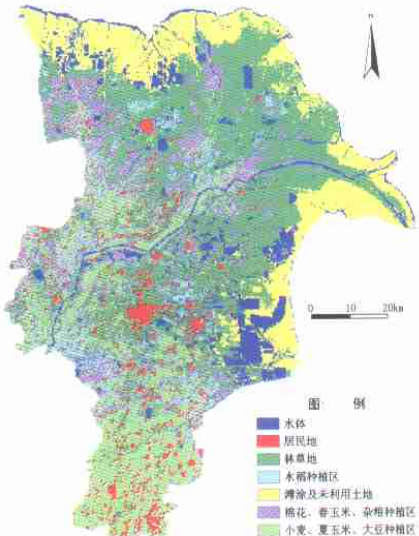 N
0 10 20km
图 例
水体
居民地
林草地
水稻种植区
滩涂及未利用土地
棉花、春玉米、杂粮种植区
小麦、夏玉米、大豆种植区